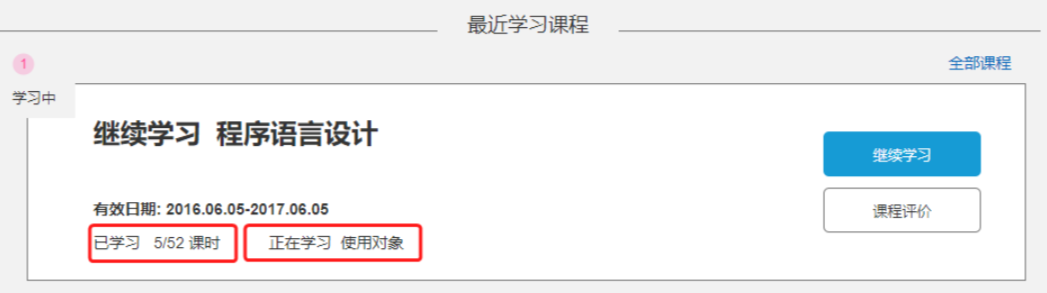 最近学习课程
1
全部课程
学习中
继续学习 程序语言设计
继续学习
有效日期: 2016.06.05-2017.06.05
课程评价
已学习 5/52 课时 正在学习 使用对象